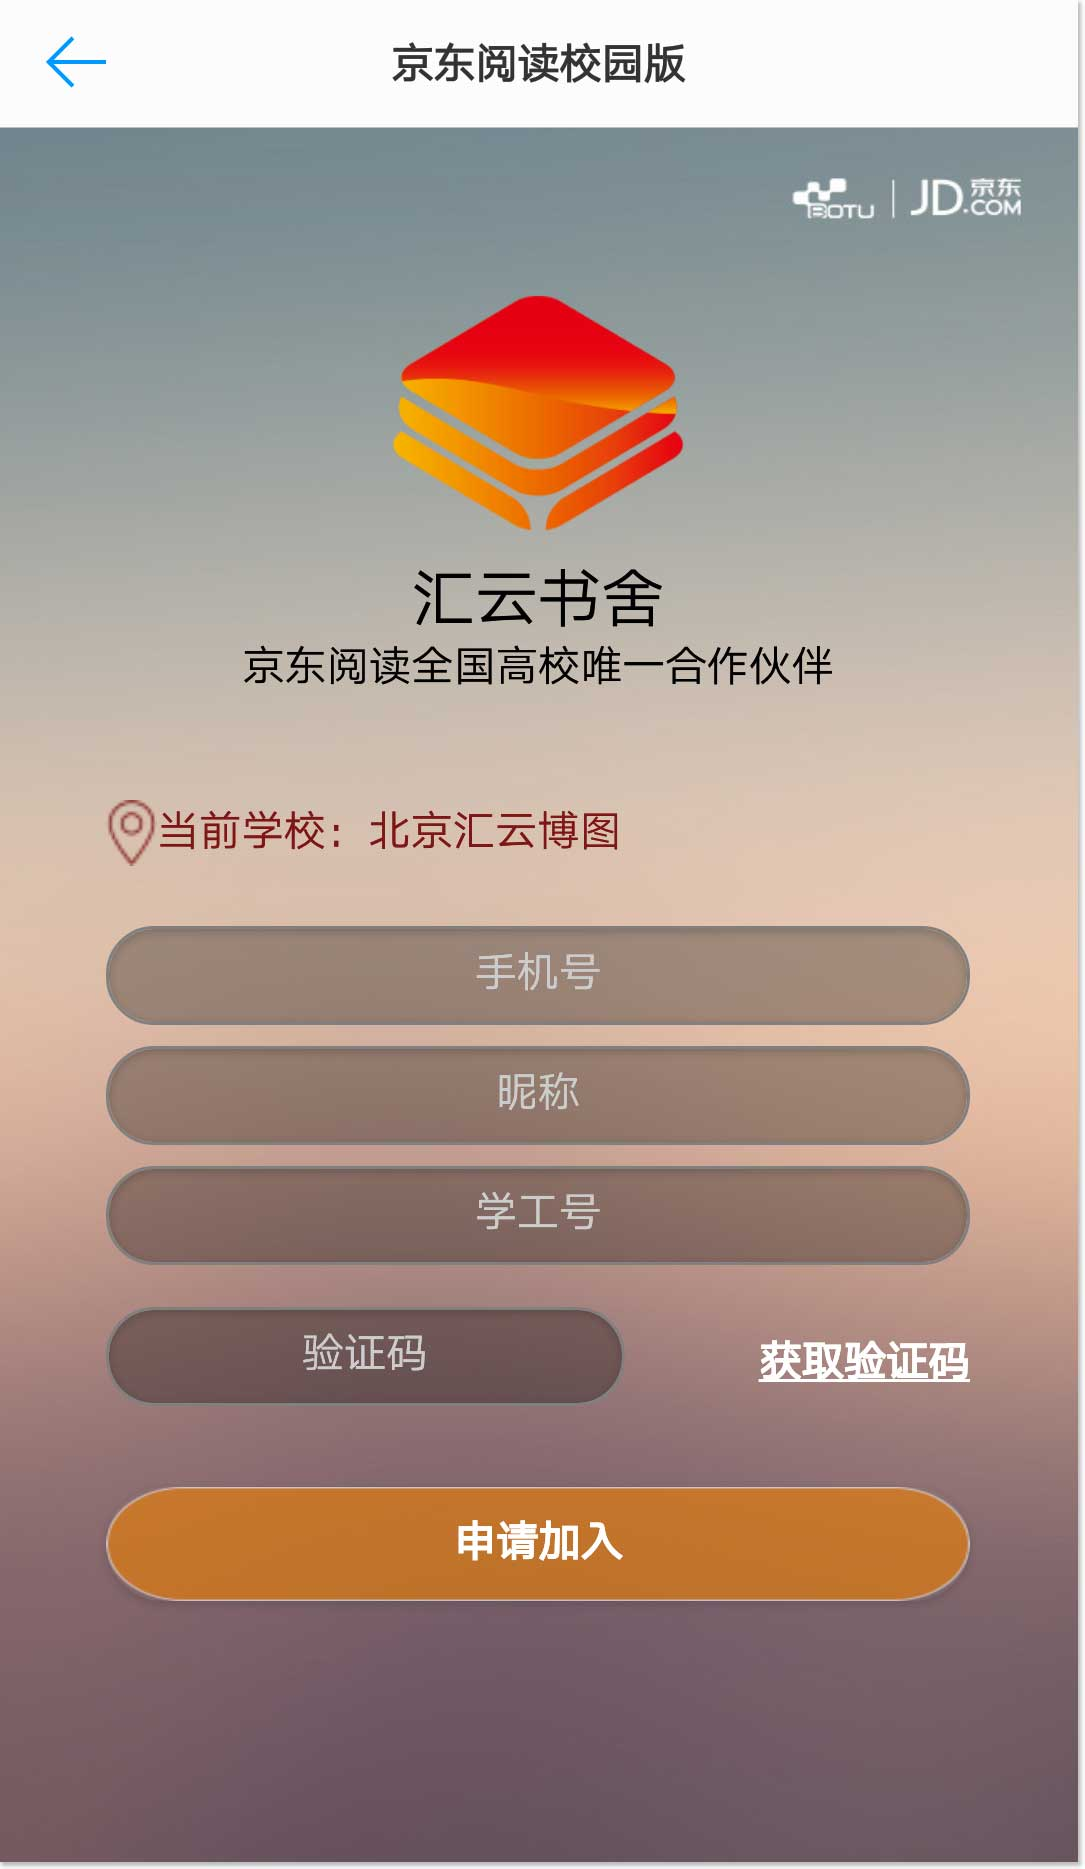 京东阅读校园版
BOTU | JD.COM 京东
汇云书舍
京东阅读全国高校唯一合作伙伴
当前学校：北京汇云博图
手机号
昵称
学工号
验证码
获取验证码
申请加入